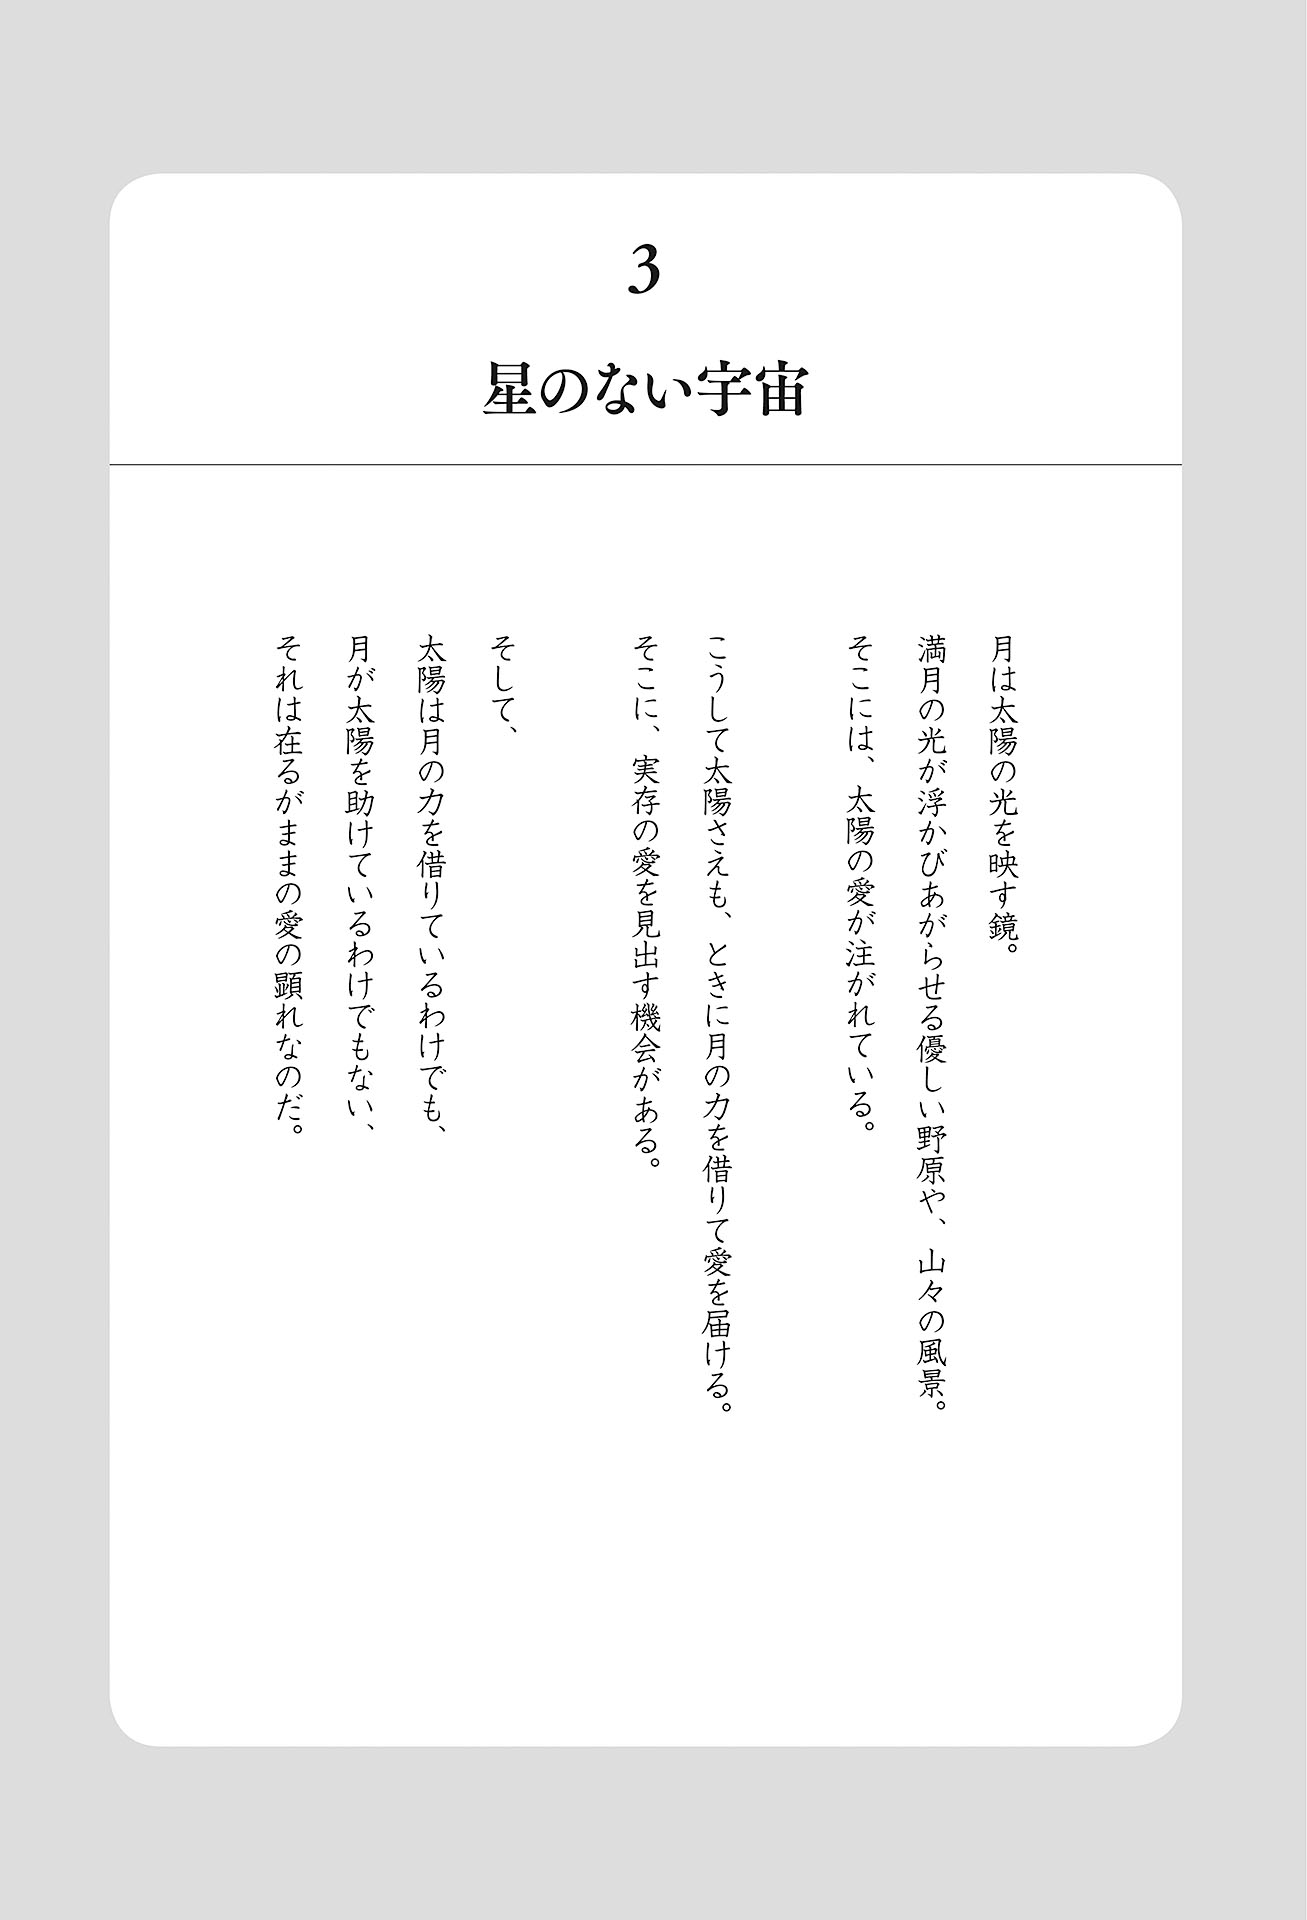 3
星のない宇宙
月は太陽の光を映す鏡。
満月の光が浮かびあがらせる優しい野原や、山々の風景。
そこには、太陽の愛が注がれている。
こうして太陽さえも、ときに月の力を借りて愛を届ける。
そこに、実存の愛を見出す機会がある。
そして、
太陽は月の力を借りているわけでも、
月が太陽を助けているわけでもない、
それは在るがままの愛の顕れなのだ。